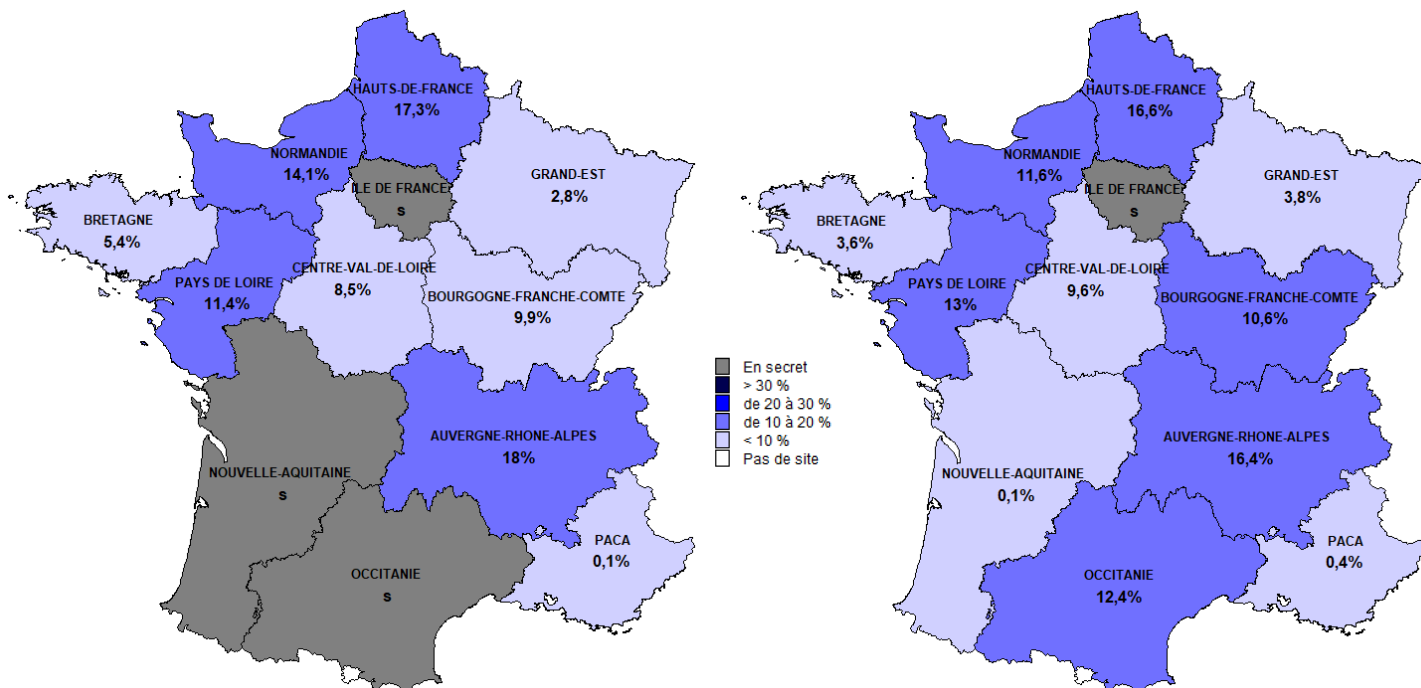 HAUTS-DE-FRANCE
17,3%
NORMANDIE
14,1%
ILE DE FRANCE
s
GRAND-EST
2,8%
BRETAGNE
5,4%
PAYS DE LOIRE
11,4%
CENTRE-VAL-DE-LOIRE
8,5%
BOURGOGNE-FRANCHE-COMTE
9,9%
AUVERGNE-RHONE-ALPES
18%
NOUVELLE-AQUITAINE
s
OCCITANIE
s
PACA
0,1%
En secret
> 30 %
de 20 à 30 %
de 10 à 20 %
< 10 %
Pas de site
HAUTS-DE-FRANCE
16,6%
NORMANDIE
11,6%
ILE DE FRANCE
s
GRAND-EST
3,8%
BRETAGNE
3,6%
PAYS DE LOIRE
13%
CENTRE-VAL-DE-LOIRE
9,6%
BOURGOGNE-FRANCHE-COMTE
10,6%
AUVERGNE-RHONE-ALPES
16,4%
NOUVELLE-AQUITAINE
0,1%
OCCITANIE
12,4%
PACA
0,4%